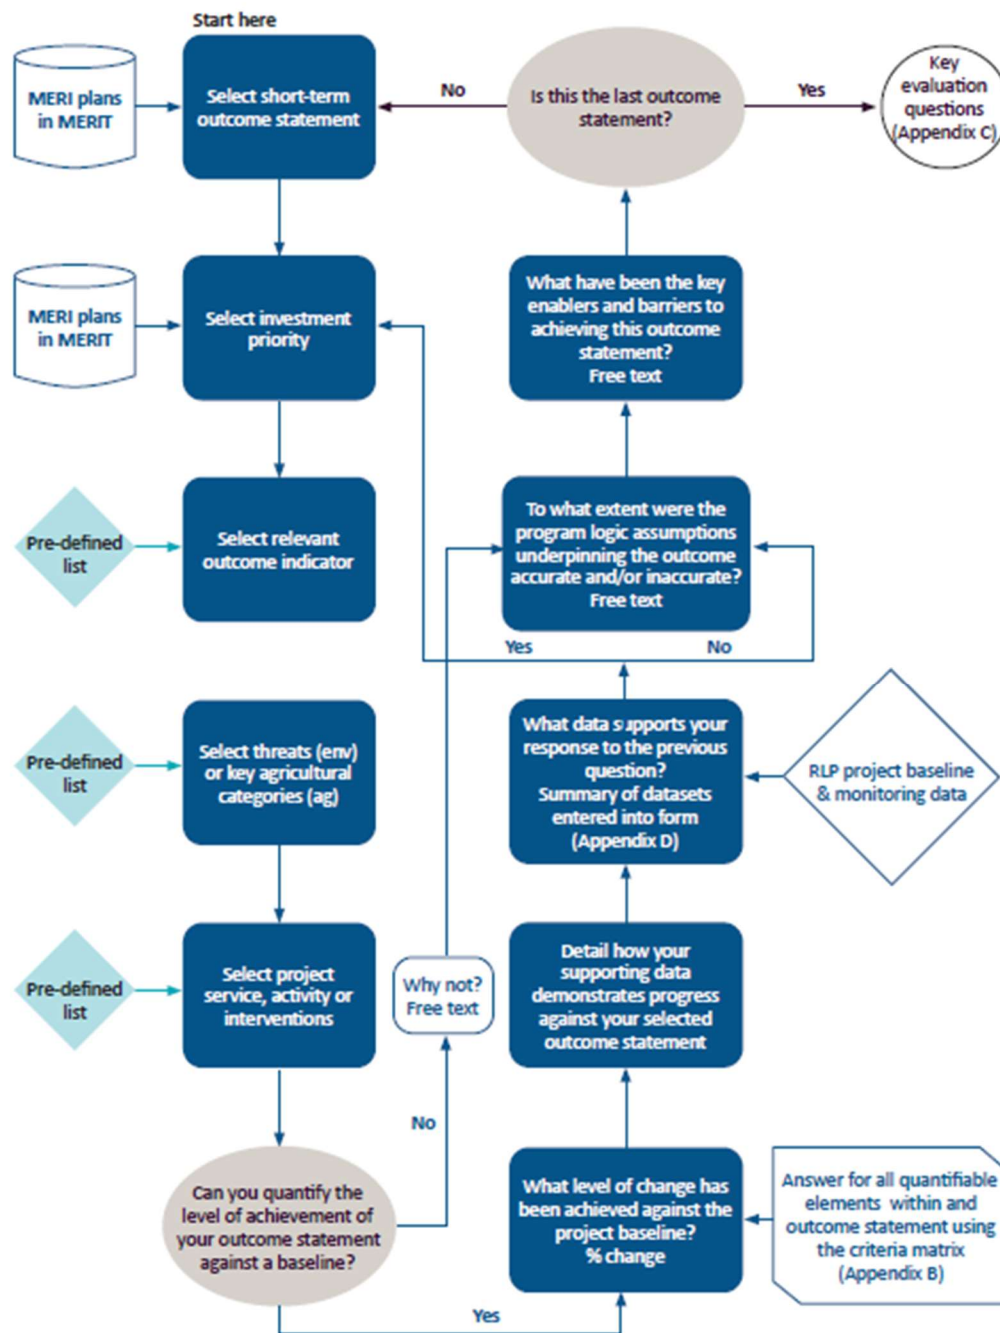 Start here
MERI plans
in MERIT
Select short-term
outcome statement
No
Is this the last outcome
statement?
Yes
Key
evaluation
questions
(Appendix C)
MERI plans
in MERIT
Select investment
priority
What have been the key
enablers and barriers to
achieving this outcome
statement?
Free text
Pre-defined
list
Select relevant
outcome indicator
To what extent were the
program logic assumptions
underpinning the outcome
accurate and/or inaccurate?
Free text
Yes
No
Pre-defined
list
Select threats (env)
or key agricultural
categories (ag)
What data supports your
response to the previous
question?
Summary of datasets
entered into form
(Appendix D)
RLP project baseline
& monitoring data
Pre-defined
list
Select project
service, activity or
interventions
Why not?
Free text
Detail how your
supporting data
demonstrates progress
against your selected
outcome statement
No
Can you quantify the
level of achievement of
your outcome statement
against a baseline?
What level of change has
been achieved against the
project baseline?
% change
Answer for all quantifiable
elements within and
outcome statement using
the criteria matrix
(Appendix B)
Yes